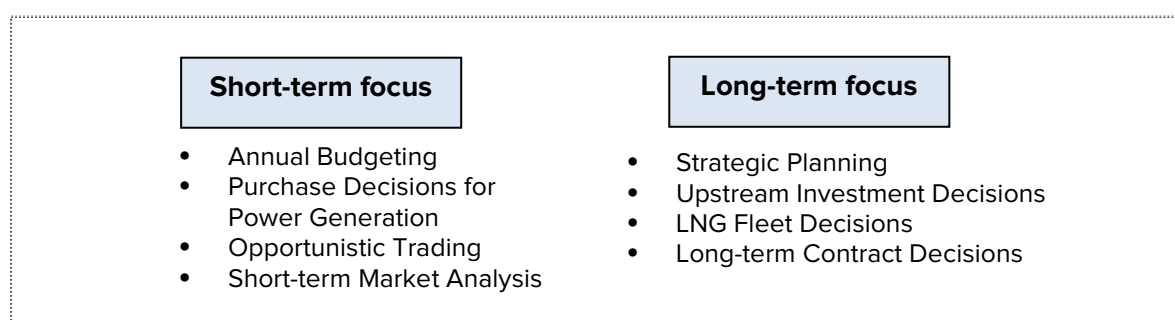 Short-term focus
• Annual Budgeting
• Purchase Decisions for
Power Generation
• Opportunistic Trading
• Short-term Market Analysis
Long-term focus
• Strategic Planning
• Upstream Investment Decisions
• LNG Fleet Decisions
• Long-term Contract Decisions